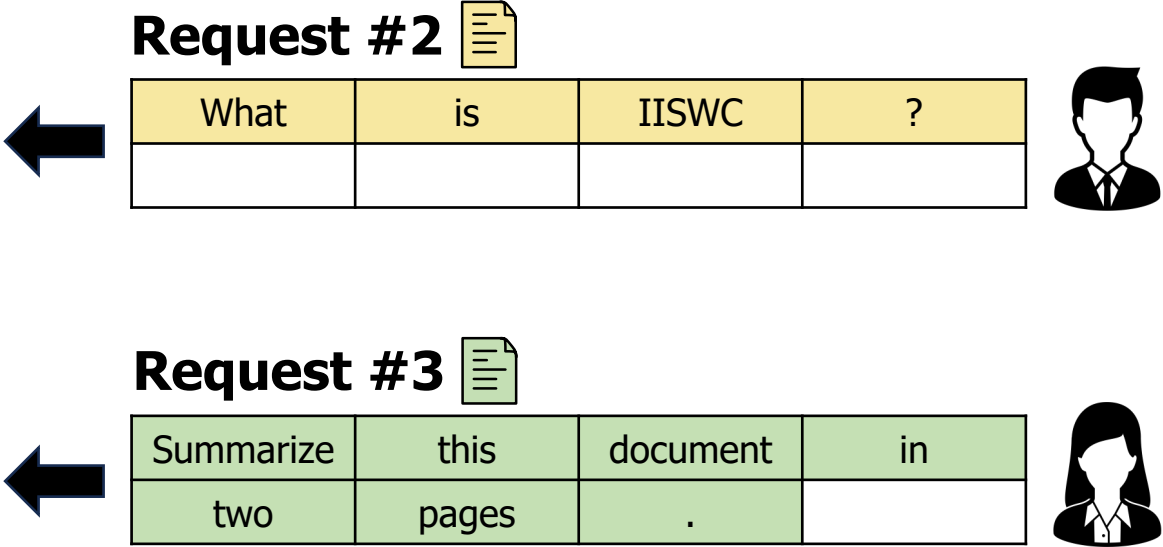 Request #2
What is IISWC ?
Request #3
Summarize this document in
two pages .